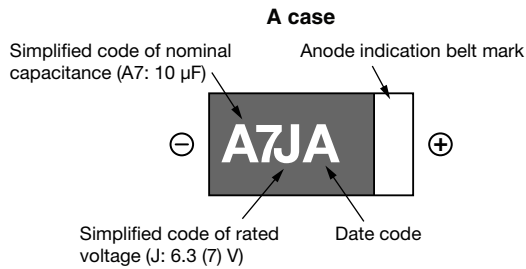 A case
Simplified code of nominal
capacitance (A7: 10 µF)
Anode indication belt mark
⊖
A7JA
⊕
Simplified code of rated
voltage (J: 6.3 (7) V)
Date code